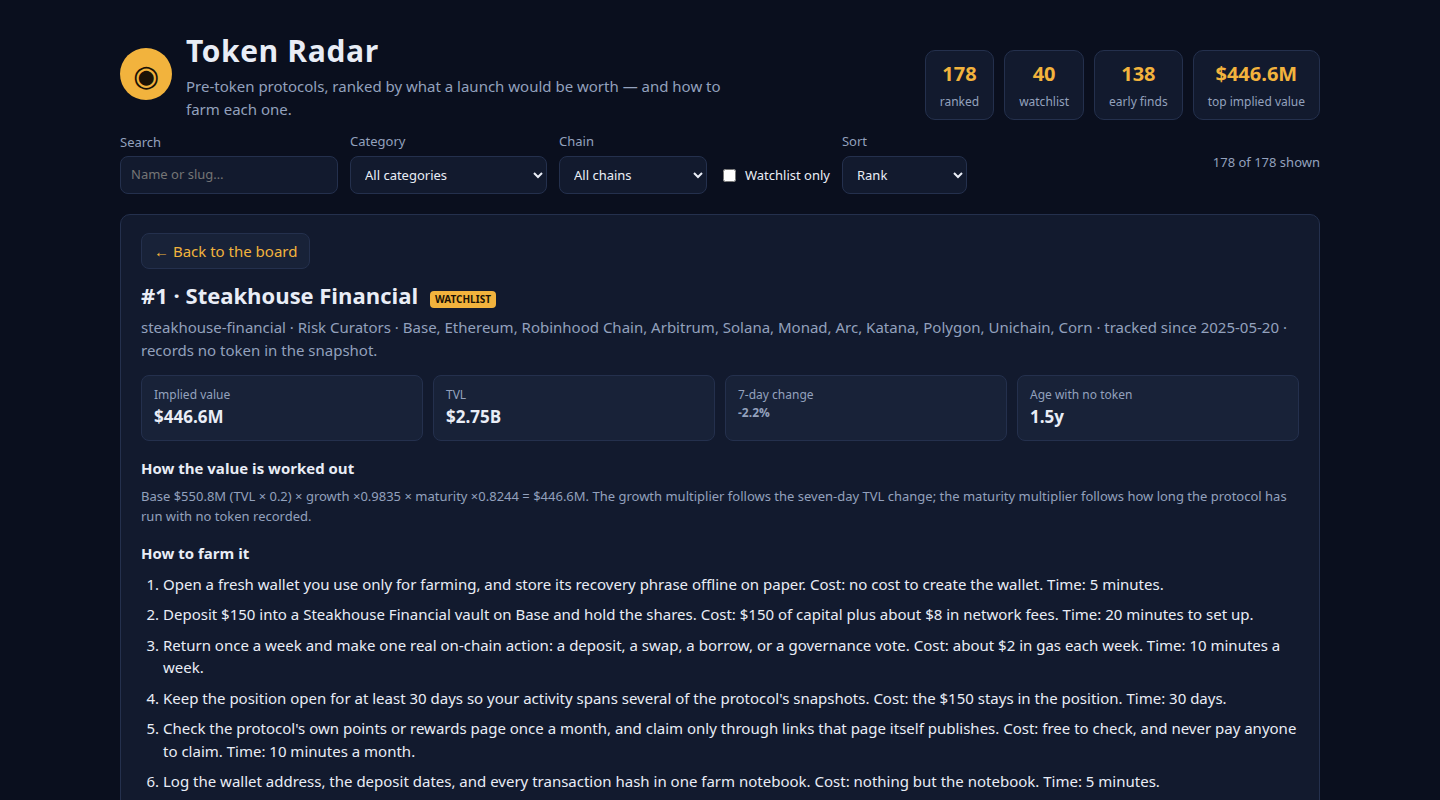 Token Radar
Pre-token protocols, ranked by what a launch would be worth — and how to
farm each one.
178
ranked
40
watchlist
138
early finds
$446.6M
top implied value
Search
Name or slug...
Category
All categories
Chain
All chains
Watchlist only
Sort
Rank
178 of 178 shown
← Back to the board
#1 · Steakhouse Financial WATCHLIST
steakhouse-financial · Risk Curators · Base, Ethereum, Robinhood Chain, Arbitrum, Solana, Monad, Arc, Katana, Polygon, Unichain, Corn · tracked since 2025-05-20 ·
records no token in the snapshot.
Implied value
$446.6M
TVL
$2.75B
7-day change
-2.2%
Age with no token
1.5y
How the value is worked out
Base $550.8M (TVL × 0.2) × growth ×0.9835 × maturity ×0.8244 = $446.6M. The growth multiplier follows the seven-day TVL change; the maturity multiplier follows how long the protocol has
run with no token recorded.
How to farm it
1. Open a fresh wallet you use only for farming, and store its recovery phrase offline on paper. Cost: no cost to create the wallet. Time: 5 minutes.
2. Deposit $150 into a Steakhouse Financial vault on Base and hold the shares. Cost: $150 of capital plus about $8 in network fees. Time: 20 minutes to set up.
3. Return once a week and make one real on-chain action: a deposit, a swap, a borrow, or a governance vote. Cost: about $2 in gas each week. Time: 10 minutes a
week.
4. Keep the position open for at least 30 days so your activity spans several of the protocol's snapshots. Cost: the $150 stays in the position. Time: 30 days.
5. Check the protocol's own points or rewards page once a month, and claim only through links that page itself publishes. Cost: free to check, and never pay anyone
to claim. Time: 10 minutes a month.
6. Log the wallet address, the deposit dates, and every transaction hash in one farm notebook. Cost: nothing but the notebook. Time: 5 minutes.